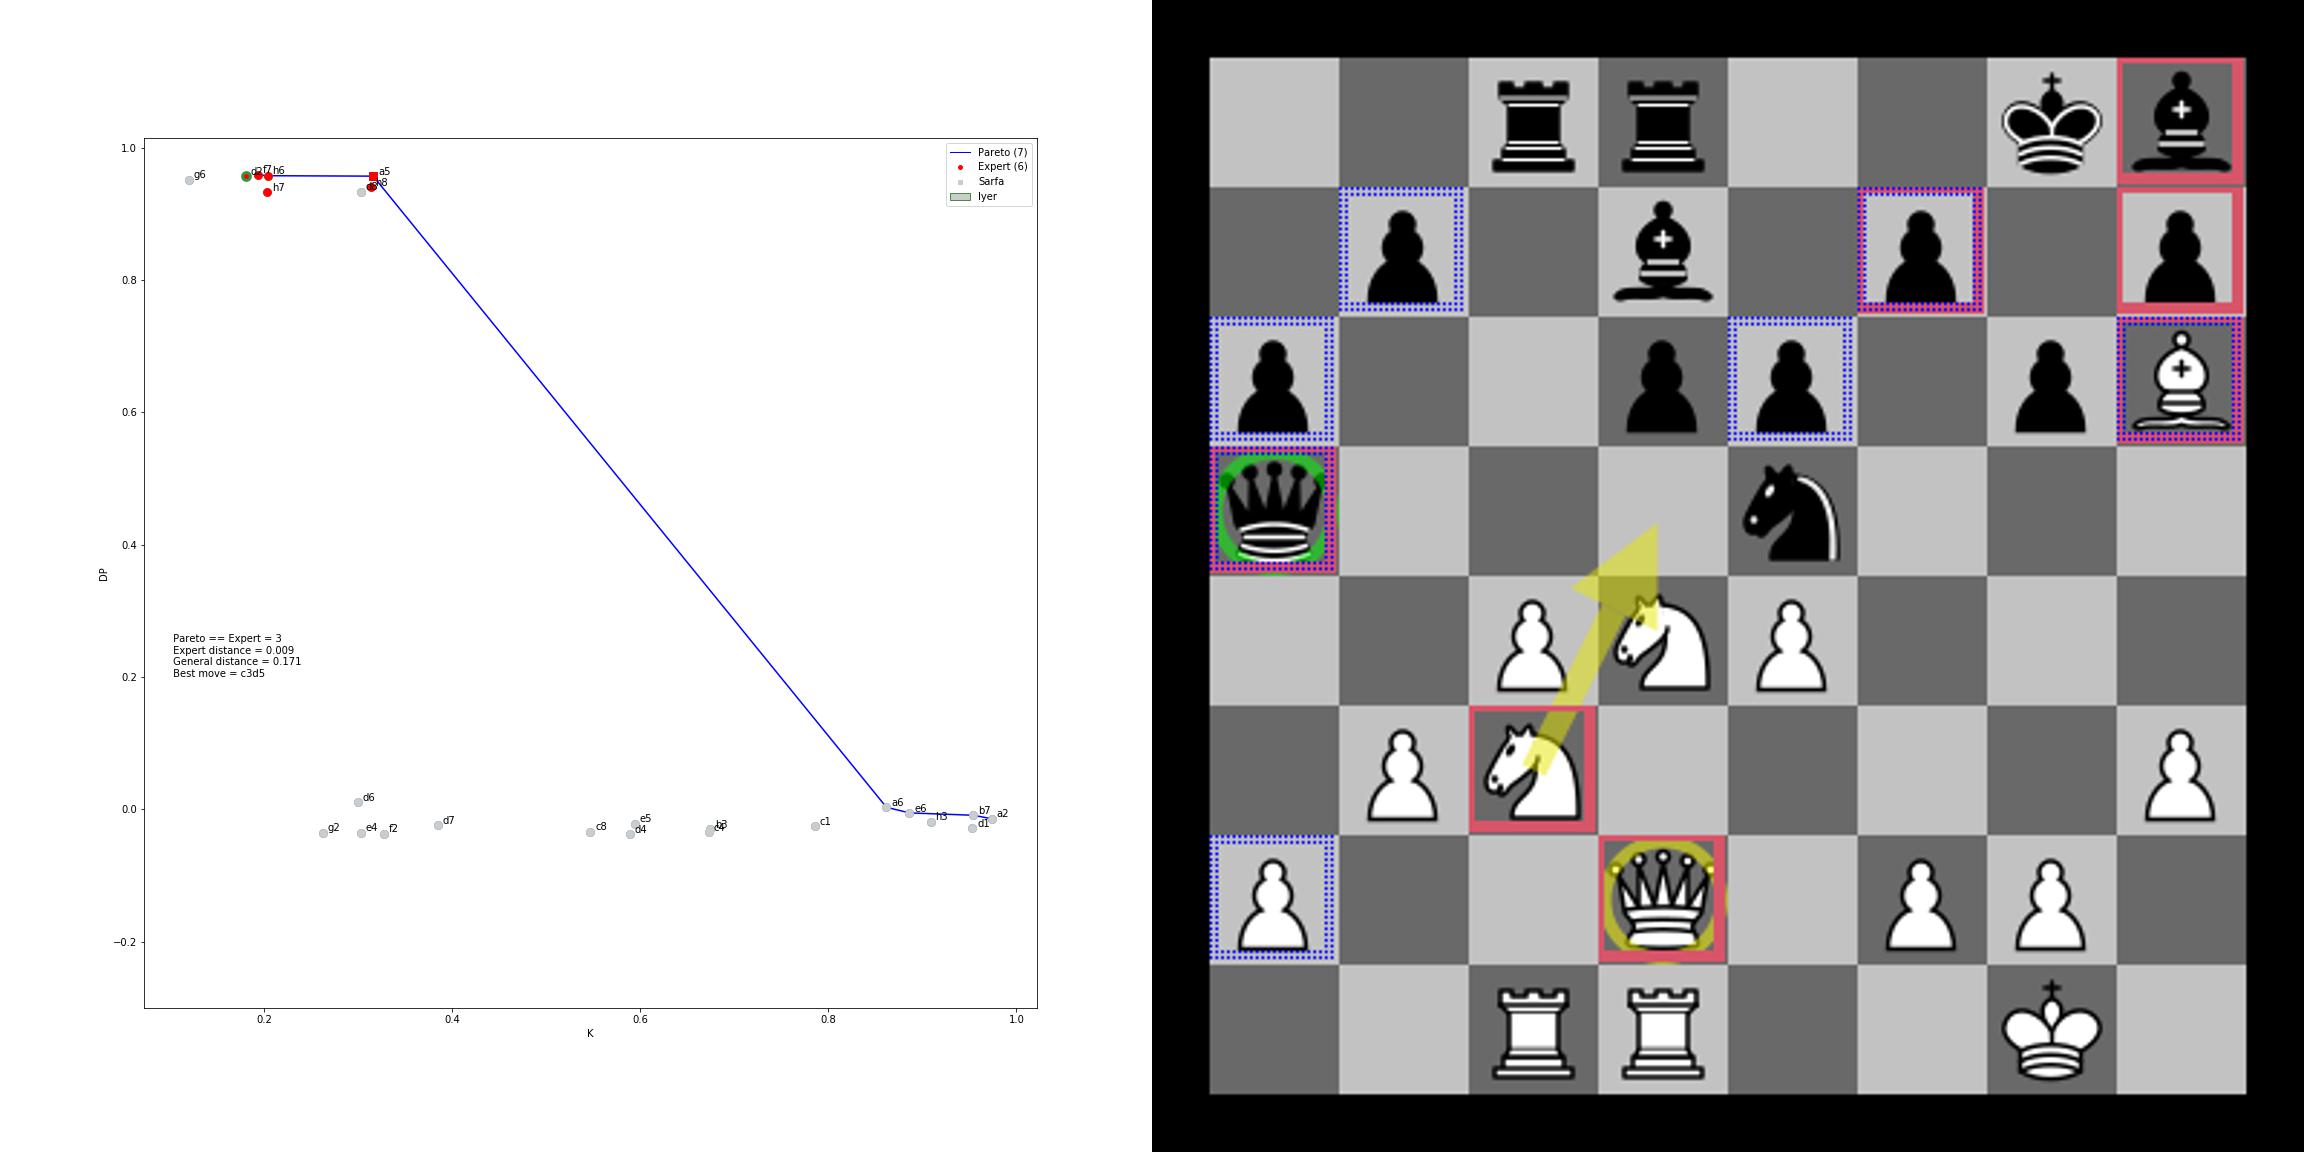 1.0
0.8
0.6
0.4
0.2
0.0
−0.2
DP
0.2
0.4
0.6
0.8
1.0
K
Pareto (7)
Expert (6)
Sarfa
Iyer
g6
d2
f7
h6
h7
a5
h8
Pareto == Expert = 3
Expert distance = 0.009
General distance = 0.171
Best move = c3d5
d6
g2
e4
f2
d7
c8
e5
d4
b3
c4
c1
a6
e6
h3
b7
d1
a2